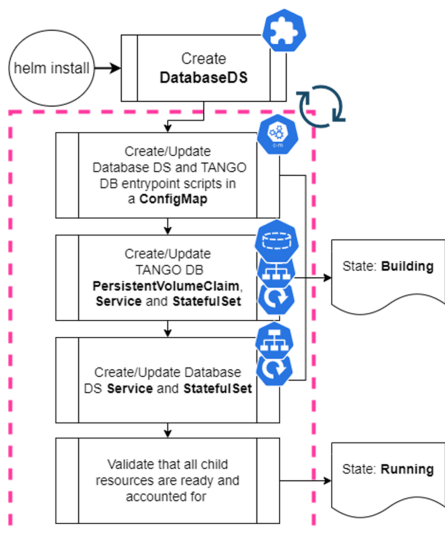 helm install
Create
DatabaseDS
c-m
Create/Update
Database DS and TANGO
DB entrypoint scripts in
a ConfigMap
Create/Update
TANGO DB
PersistentVolumeClaim,
Service and StatefulSet
State: Building
Create/Update Database
DS Service and StatefulSet
Validate that all child
resources are ready and
accounted for
State: Running